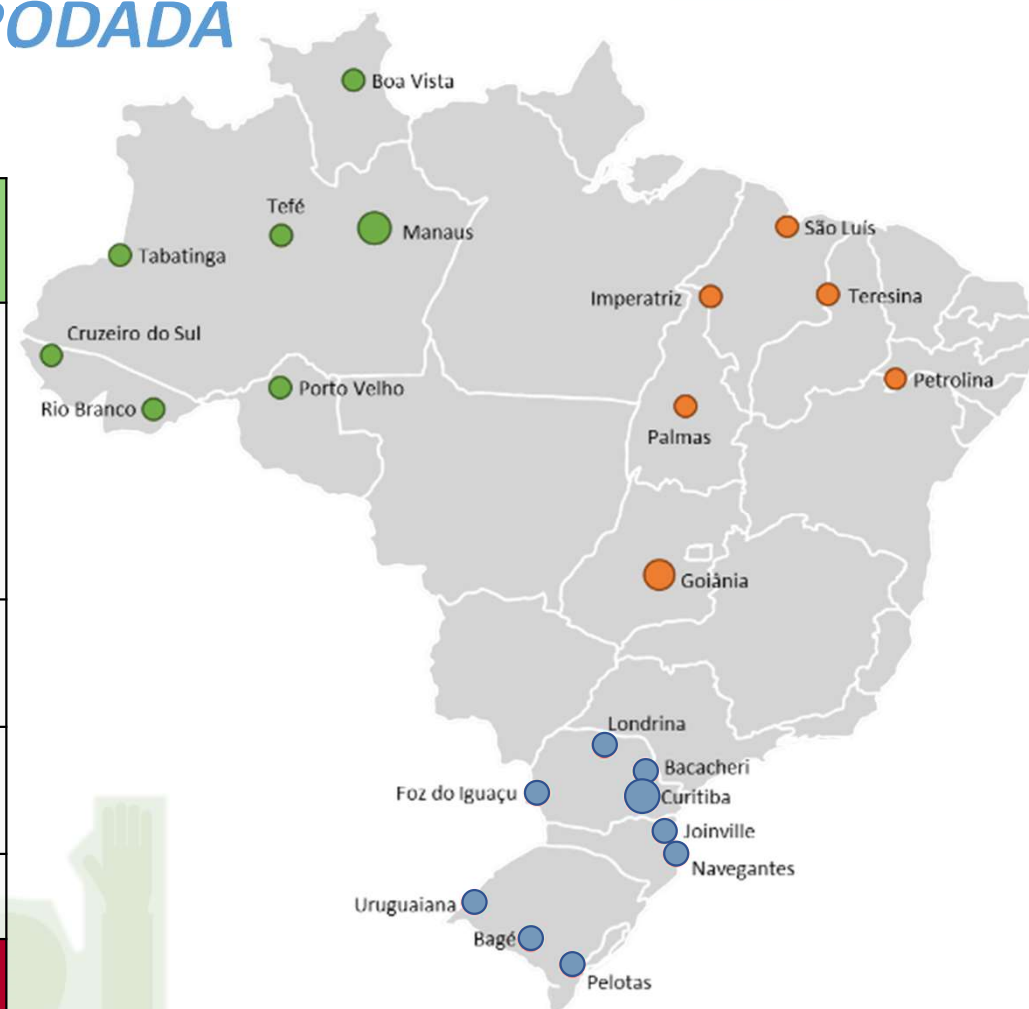 RODADA
Boa Vista
Tefé
Manaus
São Luís
Tabatinga
Imperatriz
Teresina
Cruzeiro do Sul
Petrolina
Porto Velho
Rio Branco
Palmas
Goiânia
Londrina
Bacacheri
Foz do Iguaçu
Curitiba
Joinville
Navegantes
Uruguaiana
Bagé
Pelotas